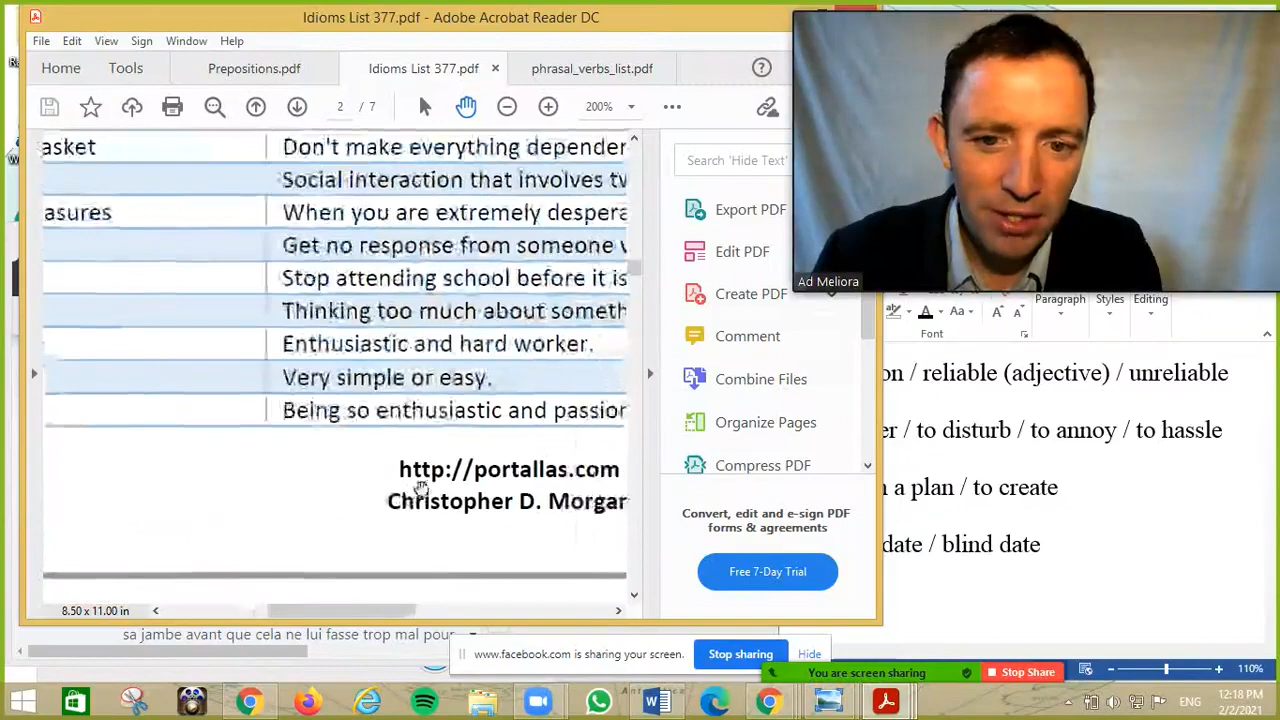 Idioms List 377.pdf - Adobe Acrobat Reader DC
File Edit View Sign Window Help
Home Tools Prepositions.pdf Idioms List 377.pdf × phrasal_verbs_list.pdf
2 / 7 200%
asket Don't make everything depender
Social interaction that involves tv
asures When you are extremely despera
Get no response from someone v
Stop attending school before it is
Thinking too much about someth
Enthusiastic and hard worker.
Very simple or easy.
Being so enthusiastic and passion
http://portallas.com
Christopher D. Morgan
8.50 x 11.00 in
Search 'Hide Text'
Export PDF
Edit PDF
Create PDF
Comment
Combine Files
Organize Pages
Compress PDF
Convert, edit and e-sign PDF
forms & agreements
Free 7-Day Trial
Ad Meliora
Paragraph Styles Editing
Aa
Font
on / reliable (adjective) / unreliable
er / to disturb / to annoy / to hassle
n a plan / to create
date / blind date
sa jambe avant que cela ne lui fasse trop mal pour
www.facebook.com is sharing your screen. Stop sharing Hide
You are screen sharing Stop Share
110%
ENG
12:18 PM
2/2/2021